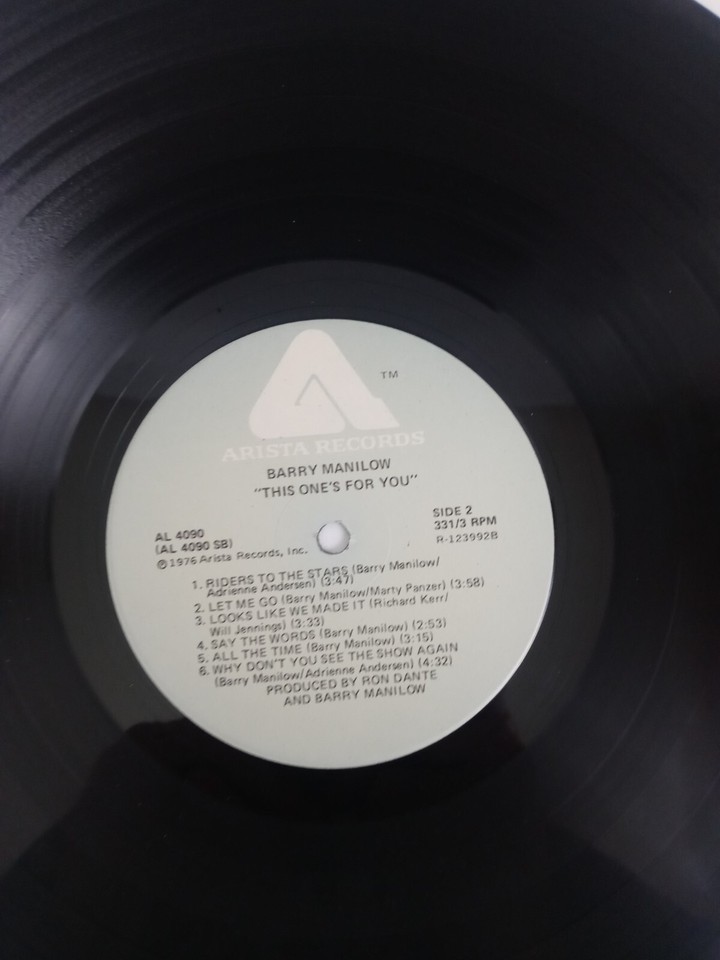 TM
ARISTA RECORDS
BARRY MANILOW
"THIS ONE'S FOR YOU"
AL 4090
(AL 4090 SB)
℗1976 Arista Records, Inc.
SIDE 2
331/3 RPM
R-123992B
1. RIDERS TO THE STARS (Barry Manilow/
Adrienne Andersen) (3:47)
2. LET ME GO (Barry Manilow/Marty Panzer) (3:58)
3. LOOKS LIKE WE MADE IT (Richard Kerr/
Will Jennings) (3:33)
4. SAY THE WORDS (Barry Manilow) (2:53)
5. ALL THE TIME (Barry Manilow) (3:15)
6. WHY DON'T YOU SEE THE SHOW AGAIN
(Barry Manilow/Adrienne Andersen) (4:32)
PRODUCED BY RON DANTE
AND BARRY MANILOW